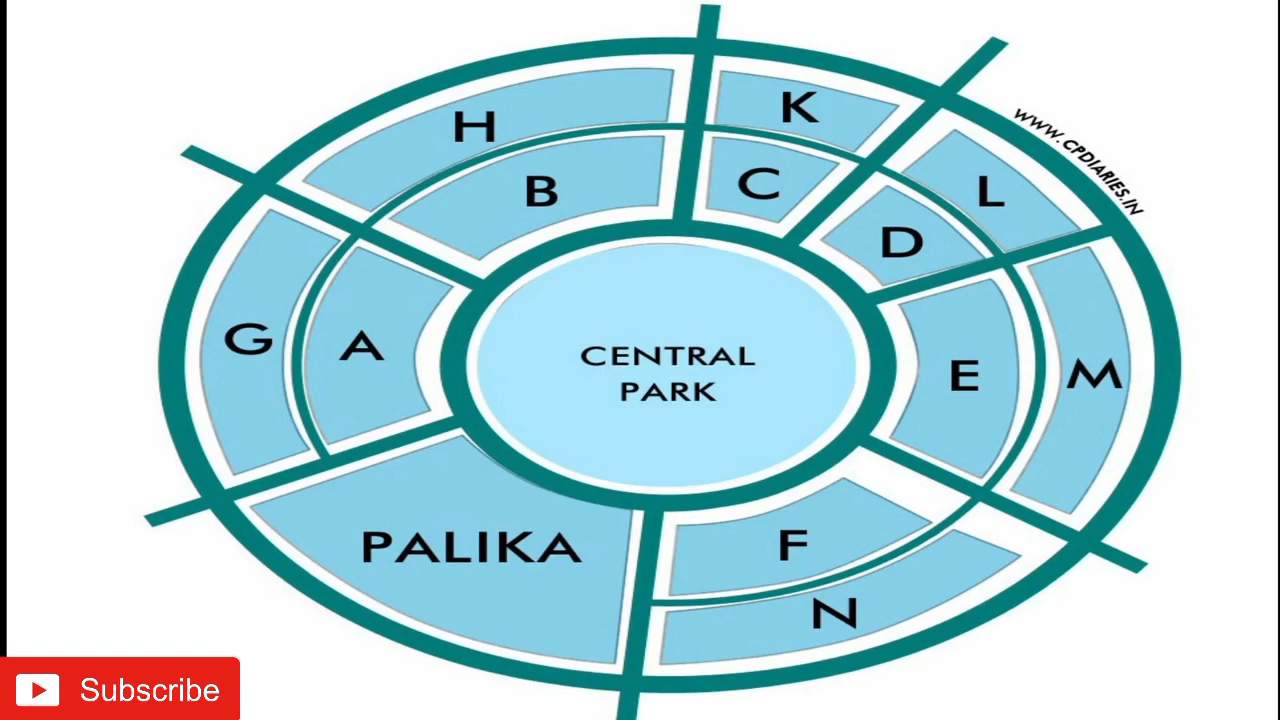 K
H
WWW.CPDIARIES.IN
C
B
L
D
G
A
CENTRAL
PARK
E
M
PALIKA
F
N
Subscribe